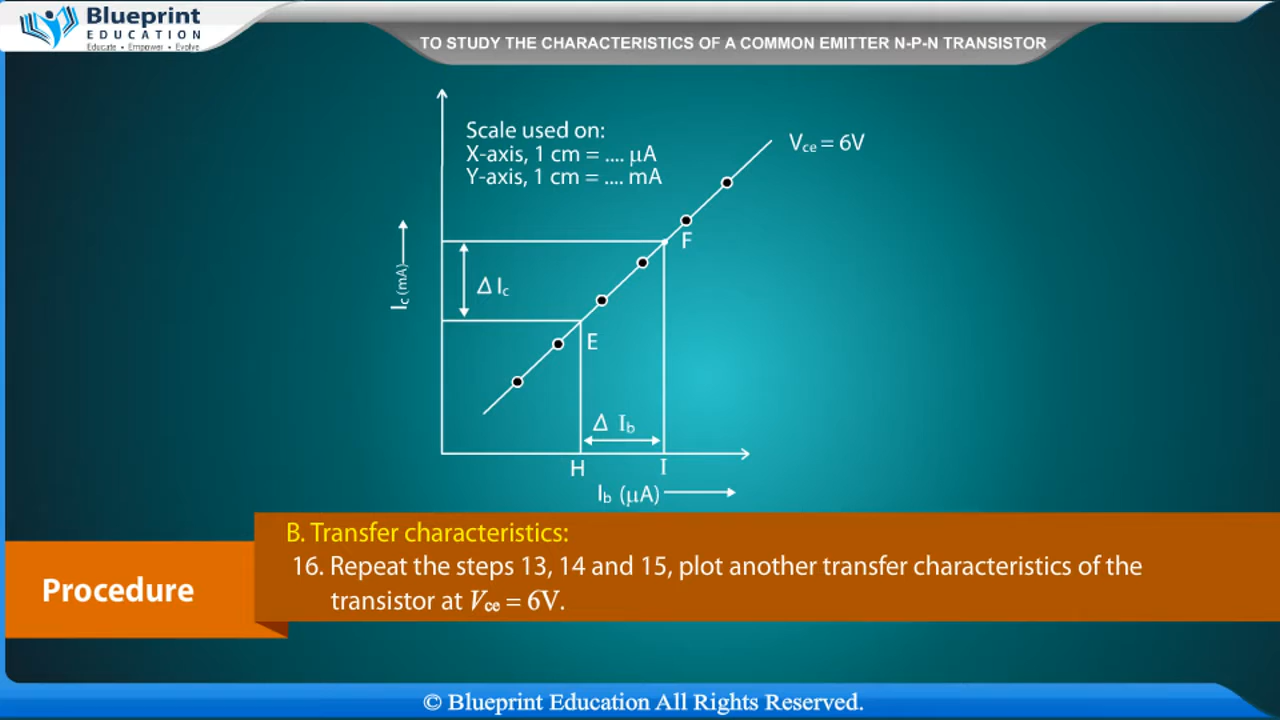 Blueprint
EDUCATION
Educate • Empower • Evolve
TO STUDY THE CHARACTERISTICS OF A COMMON EMITTER N-P-N TRANSISTOR
Scale used on:
X-axis, 1 cm = .... µA
Y-axis, 1 cm = .... mA
Vce = 6V
F
Ic (mA)
Δ Ic
E
Δ Ib
H I
Ib (µA)
B. Transfer characteristics:
16. Repeat the steps 13, 14 and 15, plot another transfer characteristics of the
transistor at Vce = 6V.
Procedure
© Blueprint Education All Rights Reserved.